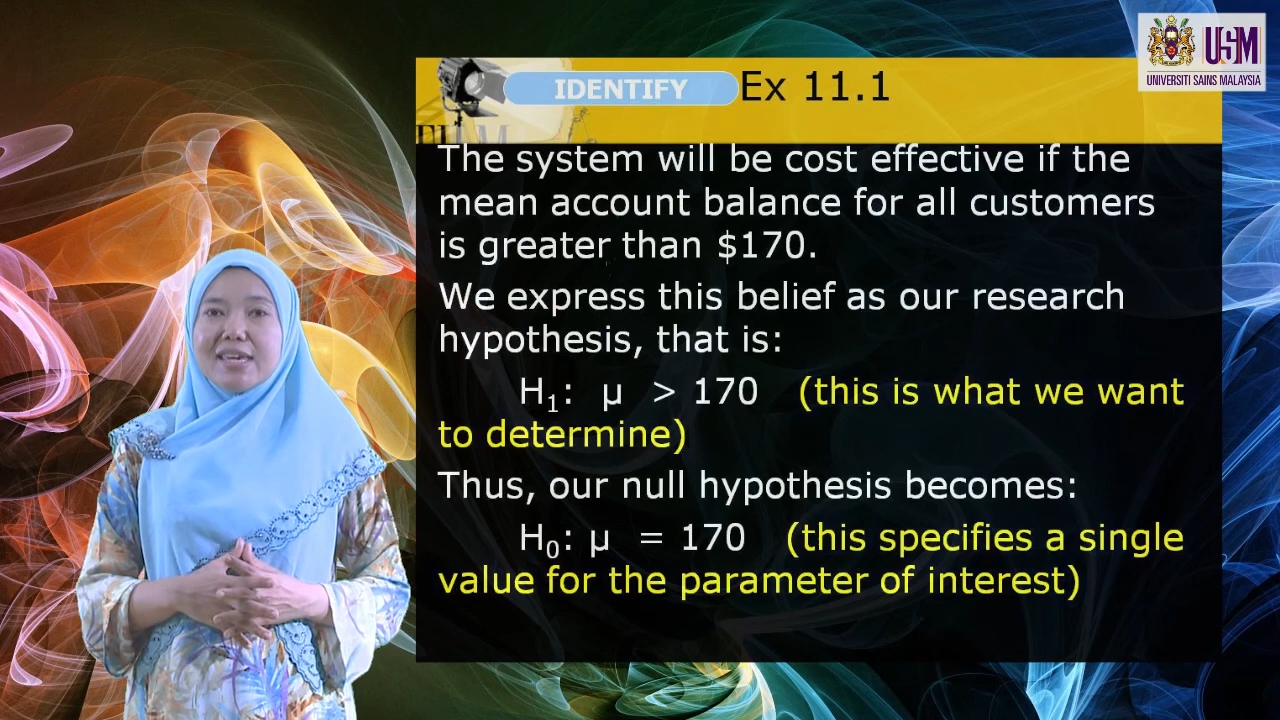 USM
UNIVERSITI SAINS MALAYSIA
IDENTIFY Ex 11.1
FILM
The system will be cost effective if the
mean account balance for all customers
is greater than $170.
We express this belief as our research
hypothesis, that is:
H₁: μ > 170 (this is what we want
to determine)
Thus, our null hypothesis becomes:
H₀: μ = 170 (this specifies a single
value for the parameter of interest)